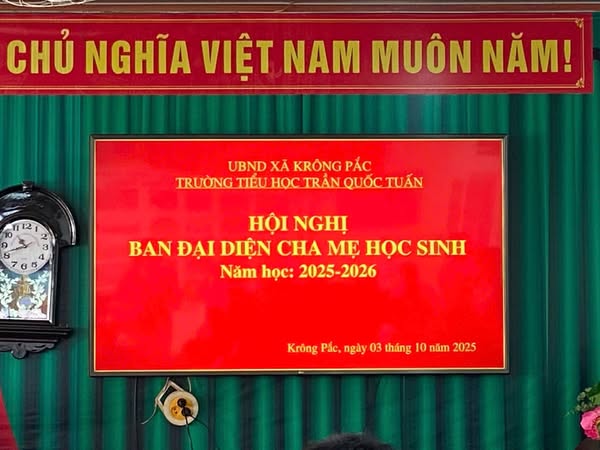 CHỦ NGHĨA VIỆT NAM MUÔN NĂM!
UBND XÃ KRÔNG PẮC
TRƯỜNG TIỂU HỌC TRẦN QUỐC TUẤN
HỘI NGHỊ
BAN ĐẠI DIỆN CHA MẸ HỌC SINH
Năm học: 2025-2026
Krông Pắc, ngày 03 tháng 10 năm 2025